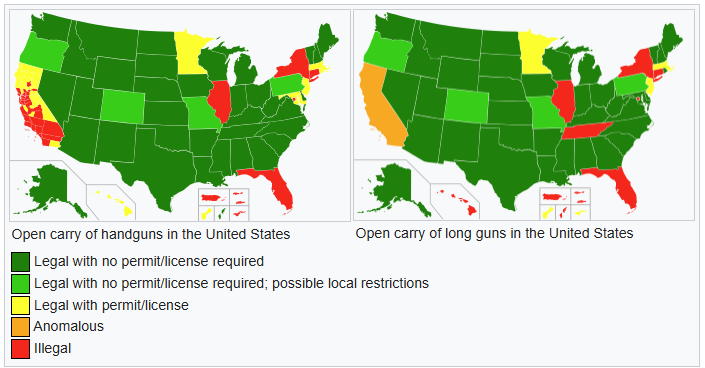 Open carry of handguns in the United States
Open carry of long guns in the United States
Legal with no permit/license required
Legal with no permit/license required; possible local restrictions
Legal with permit/license
Anomalous
Illegal